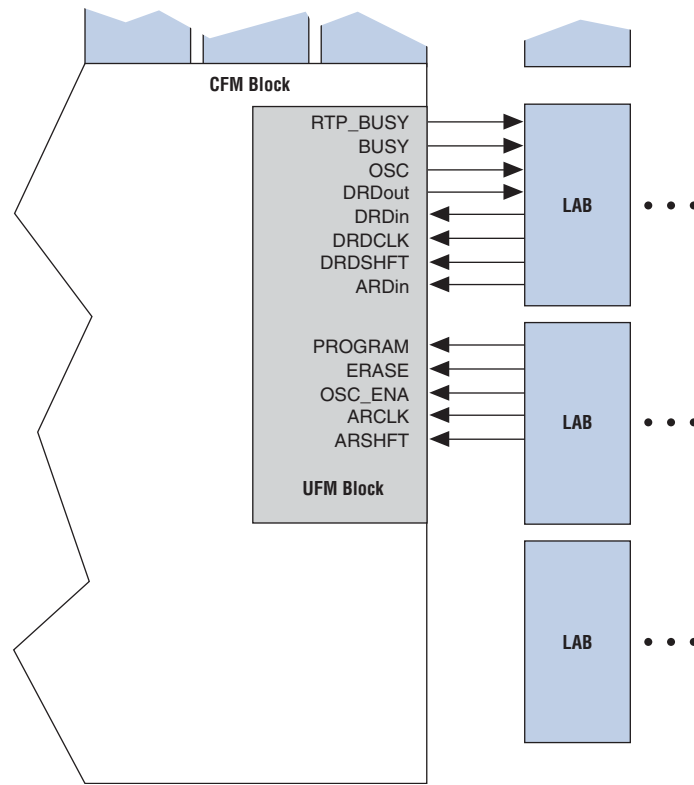 CFM Block
RTP_BUSY
BUSY
OSC
DRDout
DRDin
DRDCLK
DRDSHFT
ARDin
PROGRAM
ERASE
OSC_ENA
ARCLK
ARSHFT
UFM Block
LAB
LAB
LAB